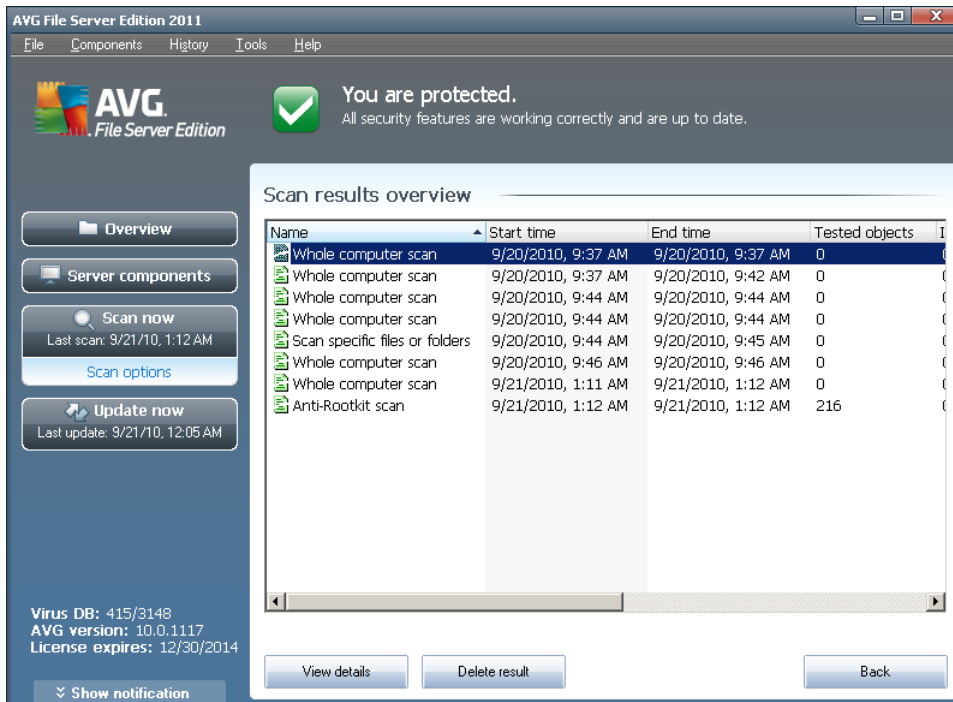 AVG File Server Edition 2011
File Components History Tools Help
AVG.
File Server Edition
You are protected.
All security features are working correctly and are up to date.
Overview
Server components
Scan now
Last scan: 9/21/10, 1:12 AM
Scan options
Update now
Last update: 9/21/10, 12:05 AM
Virus DB: 415/3148
AVG version: 10.0.1117
License expires: 12/30/2014
Show notification
Scan results overview
Name Start time End time Tested objects I
Whole computer scan 9/20/2010, 9:37 AM 9/20/2010, 9:37 AM 0
Whole computer scan 9/20/2010, 9:37 AM 9/20/2010, 9:42 AM 0
Whole computer scan 9/20/2010, 9:44 AM 9/20/2010, 9:44 AM 0
Whole computer scan 9/20/2010, 9:44 AM 9/20/2010, 9:44 AM 0
Scan specific files or folders 9/20/2010, 9:44 AM 9/20/2010, 9:45 AM 0
Whole computer scan 9/20/2010, 9:46 AM 9/20/2010, 9:46 AM 0
Whole computer scan 9/21/2010, 1:11 AM 9/21/2010, 1:12 AM 0
Anti-Rootkit scan 9/21/2010, 1:12 AM 9/21/2010, 1:12 AM 216
View details Delete result Back